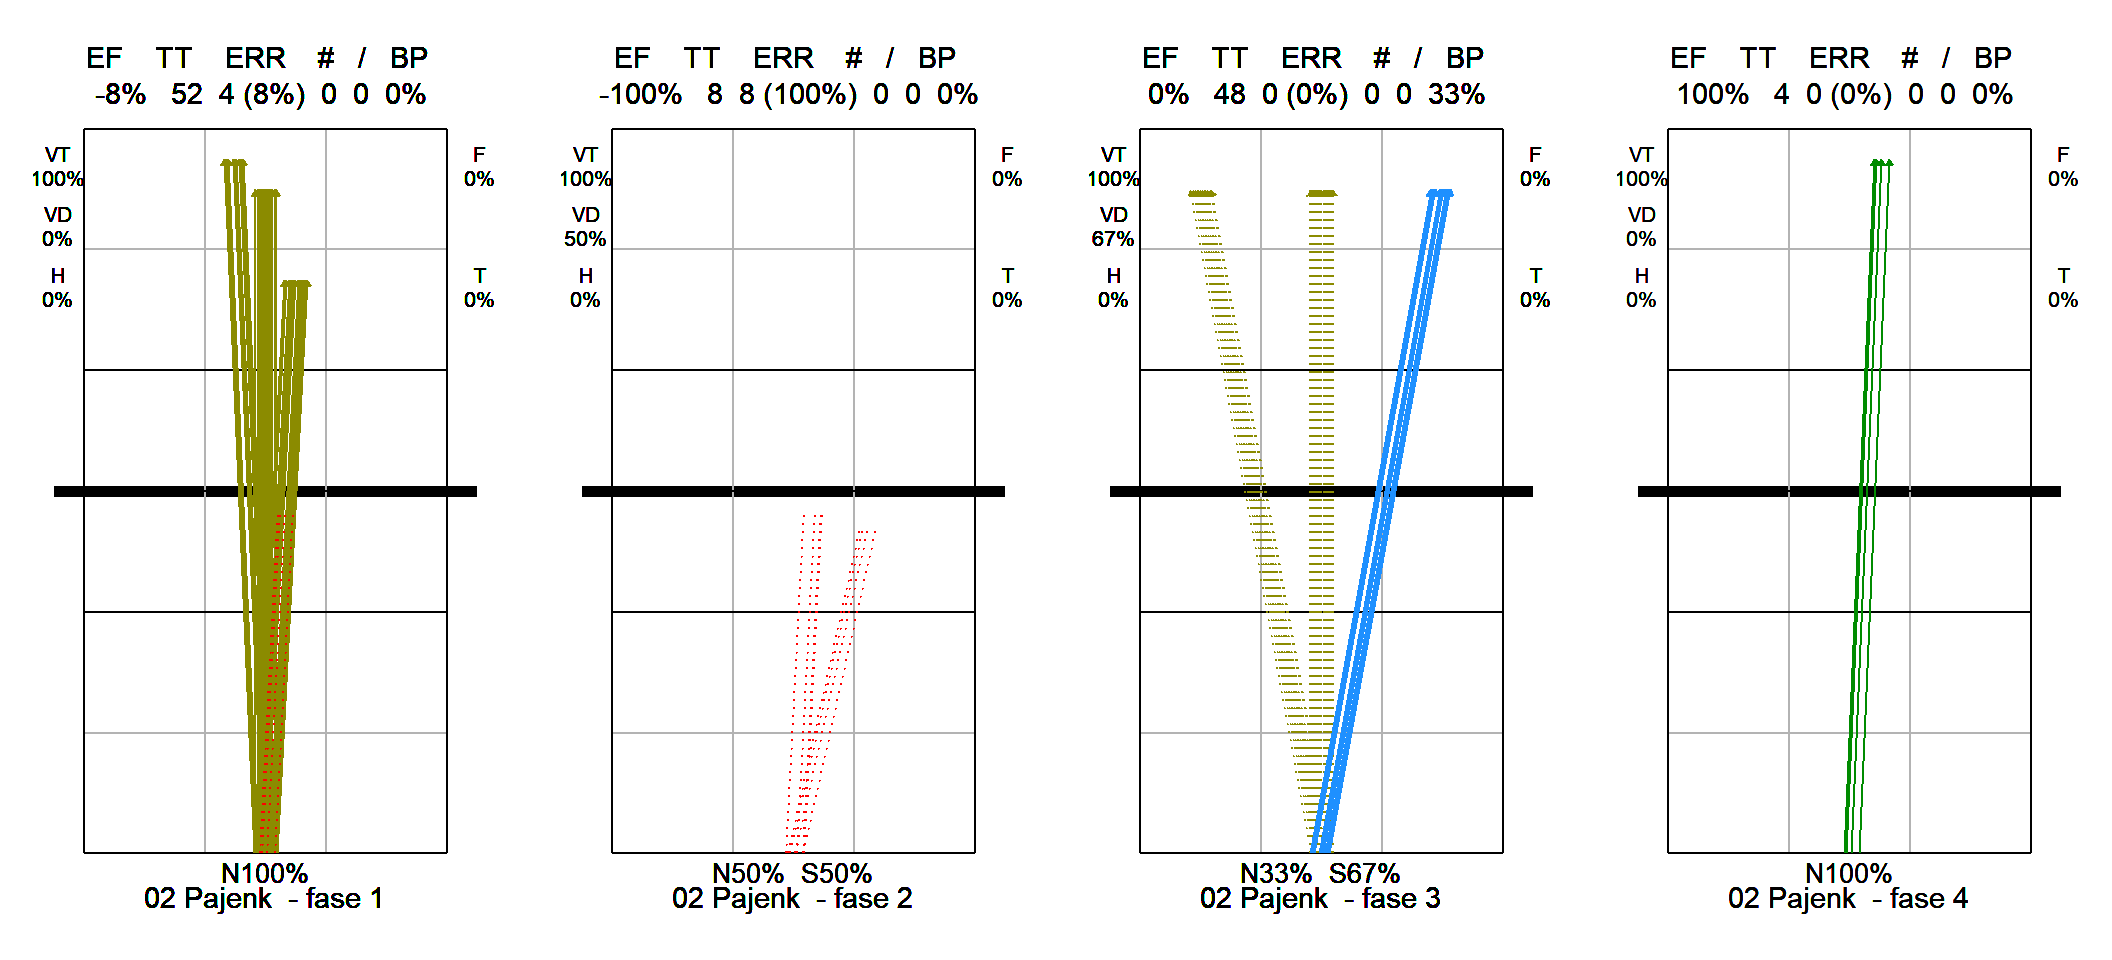 EF TT ERR # / BP
-8% 52 4 (8%) 0 0 0%
VT
100%
VD
0%
H
0%
F
0%
T
0%
N100%
02 Pajenk - fase 1
EF TT ERR # / BP
-100% 8 8 (100%) 0 0 0%
VT
100%
VD
50%
H
0%
F
0%
T
0%
N50% S50%
02 Pajenk - fase 2
EF TT ERR # / BP
0% 48 0 (0%) 0 0 33%
VT
100%
VD
67%
H
0%
F
0%
T
0%
N33% S67%
02 Pajenk - fase 3
EF TT ERR # / BP
100% 4 0 (0%) 0 0 0%
VT
100%
VD
0%
H
0%
F
0%
T
0%
N100%
02 Pajenk - fase 4